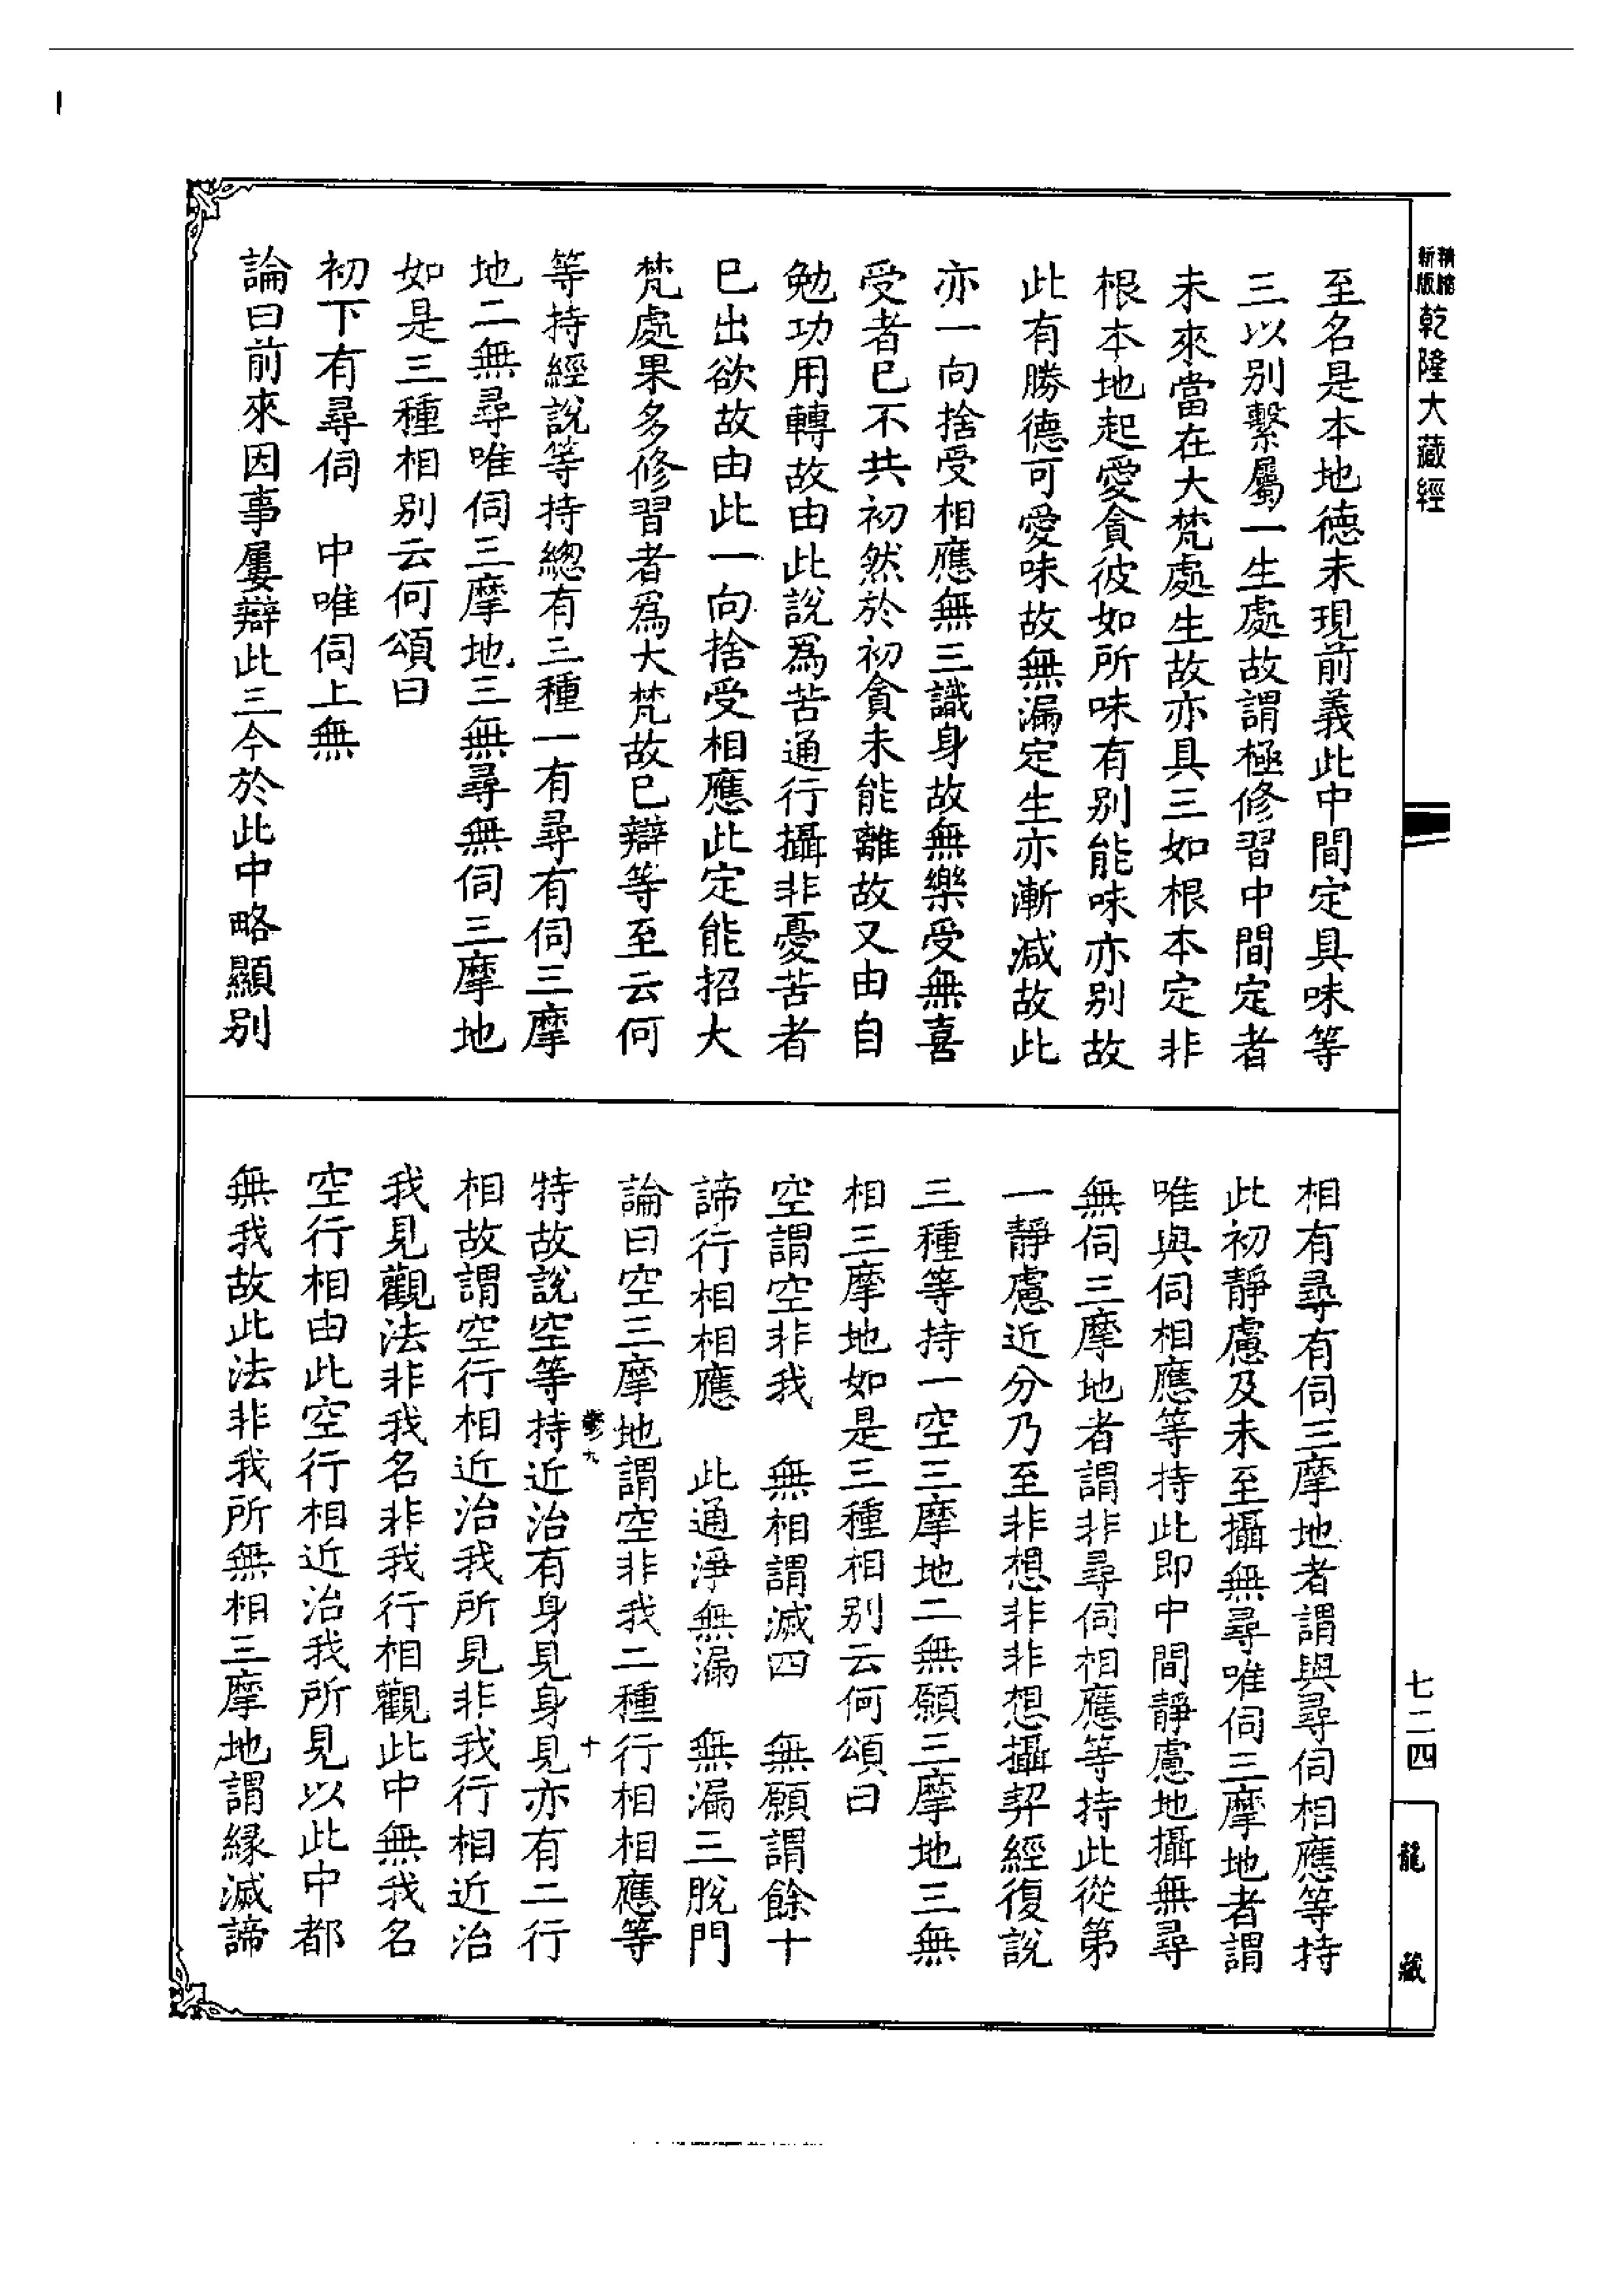 精縮
新版
乾隆大藏經
至名是本地德未現前義此中間定具味等
三以別繫屬一生處故謂極修習中間定者
未來當在大梵處生故亦具三如根本定非
根本地起愛貪彼如所味有別能味亦別故
此有勝德可愛味故無漏定生亦漸減故此
亦一向捨受相應無三識身故無樂受無喜
受者已不共初然於初貪未能離故又由自
勉功用轉故由此說為苦通行攝非憂苦者
已出欲故由此一向捨受相應此定能招大
梵處果多修習者為大梵故已辯等至云何
等持經說等持總有三種一有尋有伺三摩
地二無尋唯伺三摩地三無尋無伺三摩地
如是三種相別云何頌曰
初下有尋伺　中唯伺上無
論曰前來因事屢辯此三今於此中略顯別
相有尋有伺三摩地者謂與尋伺相應等持
此初靜慮及未至攝無尋唯伺三摩地者謂
唯與伺相應等持此即中間靜慮地攝無尋
無伺三摩地者謂非尋伺相應等持此從第
一靜慮近分乃至非想非非想攝契經復說
三種等持一空三摩地二無願三摩地三無
相三摩地如是三種相別云何頌曰
空謂空非我　無相謂滅四　無願謂餘十
諦行相相應　此通淨無漏　無漏三脫門
論曰空三摩地謂空非我二種行相相應等
九　十
持故說空等持近治有身見身見亦有二行
相故謂空行相近治我所見非我行相近治
我見觀法非我名非我行相觀此中無我名
空行相由此空行相近治我所見以此中都
無我故此法非我所無相三摩地謂緣滅諦
七二四
龍藏